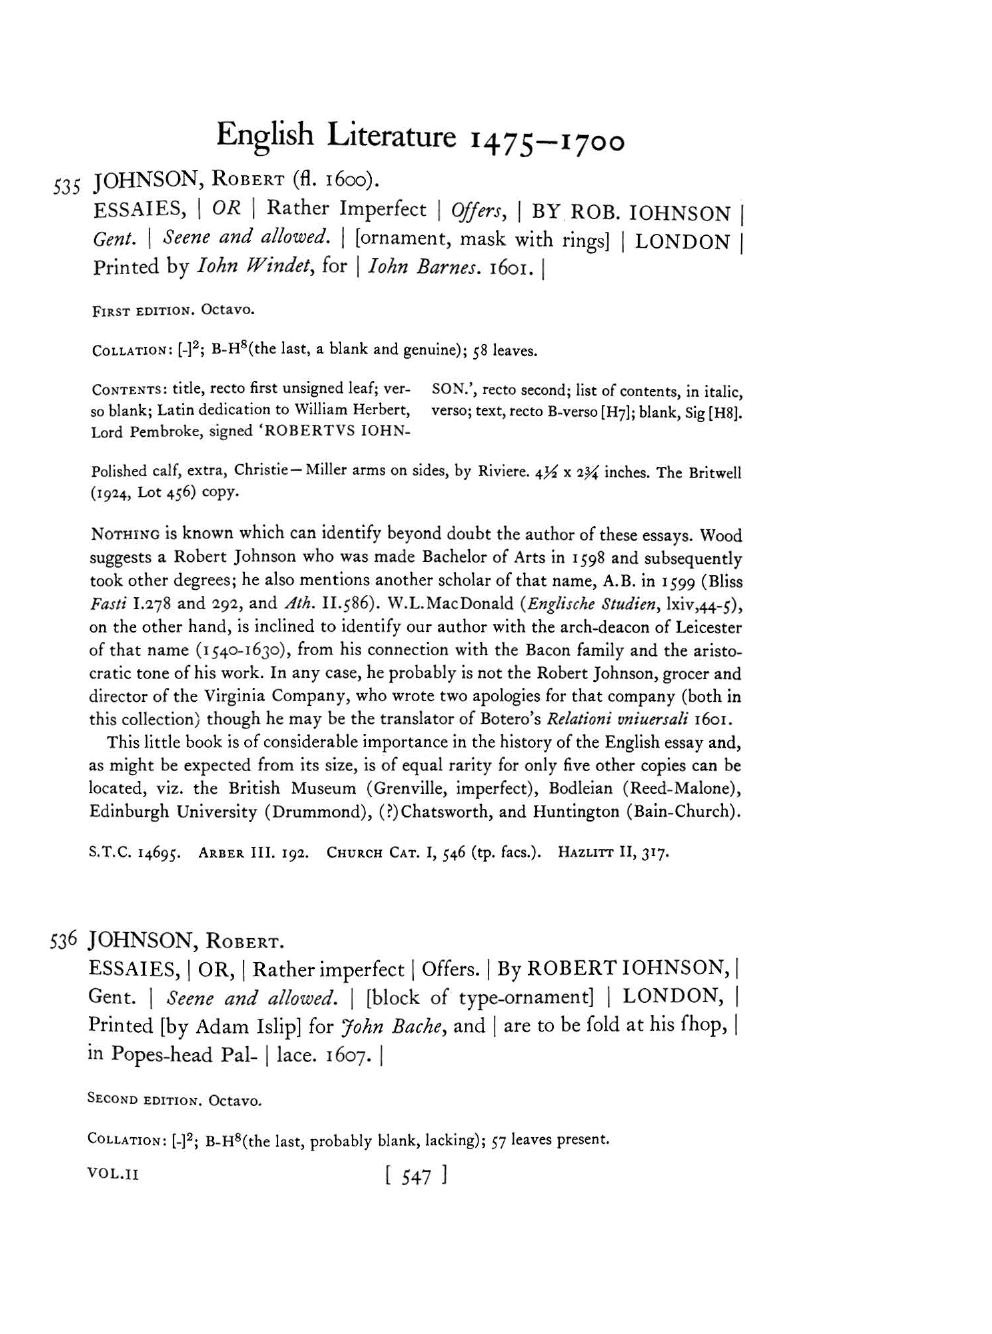 English Literature 1475–1700
535 JOHNSON, ROBERT (fl. 1600).
ESSAIES, | OR | Rather Imperfect | Offers, | BY ROB. IOHNSON |
Gent. | Seene and allowed. | [ornament, mask with rings] | LONDON |
Printed by Iohn Windet, for | Iohn Barnes. 1601. |
FIRST EDITION. Octavo.
COLLATION: [-]²; B-H⁸(the last, a blank and genuine); 58 leaves.
CONTENTS: title, recto first unsigned leaf; ver-
so blank; Latin dedication to William Herbert,
Lord Pembroke, signed ‘ROBERTVS IOHN-
SON.’, recto second; list of contents, in italic,
verso; text, recto B-verso [H7]; blank, Sig [H8].
Polished calf, extra, Christie—Miller arms on sides, by Riviere. 4½ x 2¾ inches. The Britwell
(1924, Lot 456) copy.
NOTHING is known which can identify beyond doubt the author of these essays. Wood
suggests a Robert Johnson who was made Bachelor of Arts in 1598 and subsequently
took other degrees; he also mentions another scholar of that name, A.B. in 1599 (Bliss
Fasti I.278 and 292, and Ath. II.586). W.L.MacDonald (Englische Studien, lxiv,44-5),
on the other hand, is inclined to identify our author with the arch-deacon of Leicester
of that name (1540-1630), from his connection with the Bacon family and the aristo-
cratic tone of his work. In any case, he probably is not the Robert Johnson, grocer and
director of the Virginia Company, who wrote two apologies for that company (both in
this collection) though he may be the translator of Botero’s Relationi vniuersali 1601.
This little book is of considerable importance in the history of the English essay and,
as might be expected from its size, is of equal rarity for only five other copies can be
located, viz. the British Museum (Grenville, imperfect), Bodleian (Reed-Malone),
Edinburgh University (Drummond), (?)Chatsworth, and Huntington (Bain-Church).
S.T.C. 14695. ARBER III. 192. CHURCH CAT. I, 546 (tp. facs.). HAZLITT II, 317.
536 JOHNSON, ROBERT.
ESSAIES, | OR, | Rather imperfect | Offers. | By ROBERT IOHNSON, |
Gent. | Seene and allowed. | [block of type-ornament] | LONDON, |
Printed [by Adam Islip] for John Bache, and | are to be ſold at his ſhop, |
in Popes-head Pal- | lace. 1607. |
SECOND EDITION. Octavo.
COLLATION: [-]²; B-H⁸(the last, probably blank, lacking); 57 leaves present.
VOL.II [ 547 ]